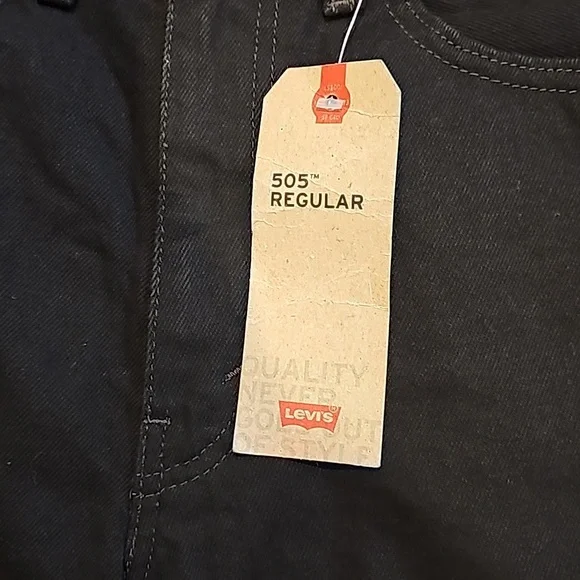 505™
REGULAR
QUALITY
NEVER
GOES OUT
OF STYLE
LEVI'S®